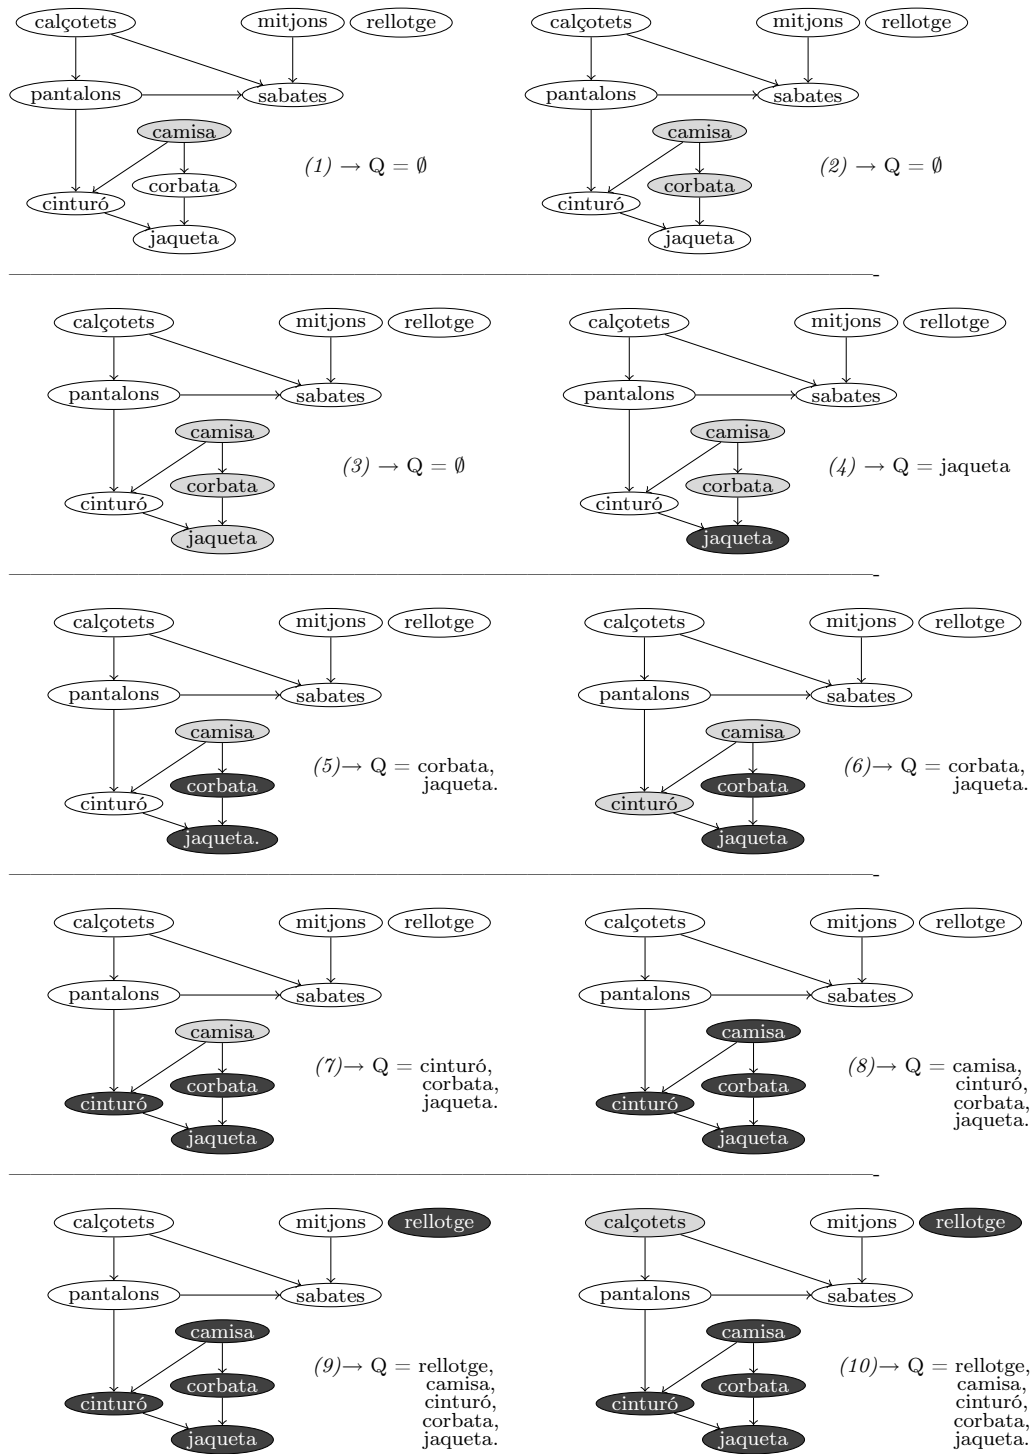 calçotets mitjons rellotge
pantalons sabates
camisa
(1) → Q = ∅
corbata
cinturó
jaqueta
calçotets mitjons rellotge
pantalons sabates
camisa
(2) → Q = ∅
corbata
cinturó
jaqueta
calçotets mitjons rellotge
pantalons sabates
camisa
(3) → Q = ∅
corbata
cinturó
jaqueta
calçotets mitjons rellotge
pantalons sabates
camisa
(4) → Q = jaqueta
corbata
cinturó
jaqueta
calçotets mitjons rellotge
pantalons sabates
camisa
(5)→ Q = corbata,
jaqueta.
corbata
cinturó
jaqueta.
calçotets mitjons rellotge
pantalons sabates
camisa
(6)→ Q = corbata,
jaqueta.
corbata
cinturó
jaqueta
calçotets mitjons rellotge
pantalons sabates
camisa
(7)→ Q = cinturó,
corbata,
jaqueta.
corbata
cinturó
jaqueta
calçotets mitjons rellotge
pantalons sabates
camisa
(8)→ Q = camisa,
cinturó,
corbata,
jaqueta.
corbata
cinturó
jaqueta
calçotets mitjons rellotge
pantalons sabates
camisa
(9)→ Q = rellotge,
camisa,
cinturó,
corbata,
jaqueta.
corbata
cinturó
jaqueta
calçotets mitjons rellotge
pantalons sabates
camisa
(10)→ Q = rellotge,
camisa,
cinturó,
corbata,
jaqueta.
corbata
cinturó
jaqueta